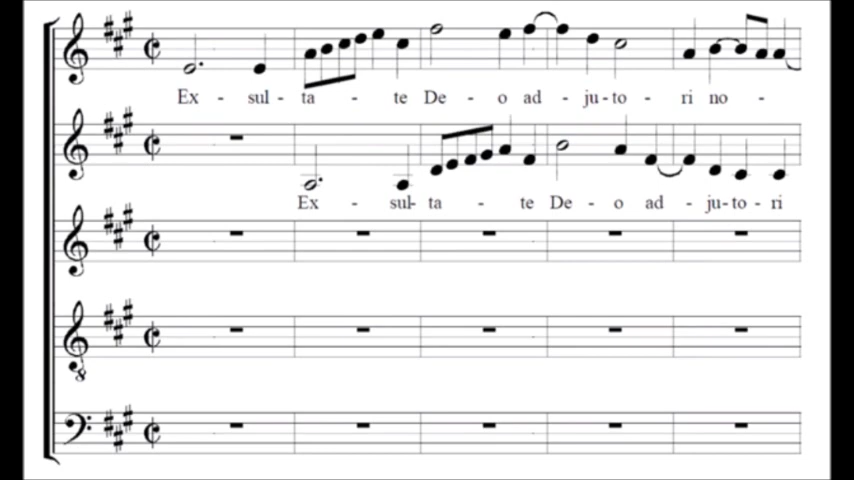 Ex - sul - ta - te De - o ad - ju - to - ri no -
Ex - sul- ta - te De - o ad - ju - to - ri
8